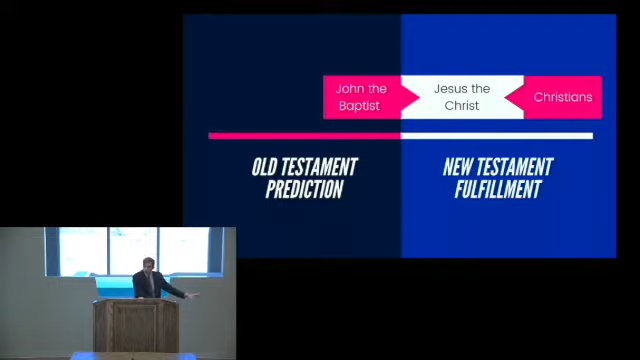 John the
Baptist
Jesus the
Christ
Christians
OLD TESTAMENT
PREDICTION
NEW TESTAMENT
FULFILLMENT